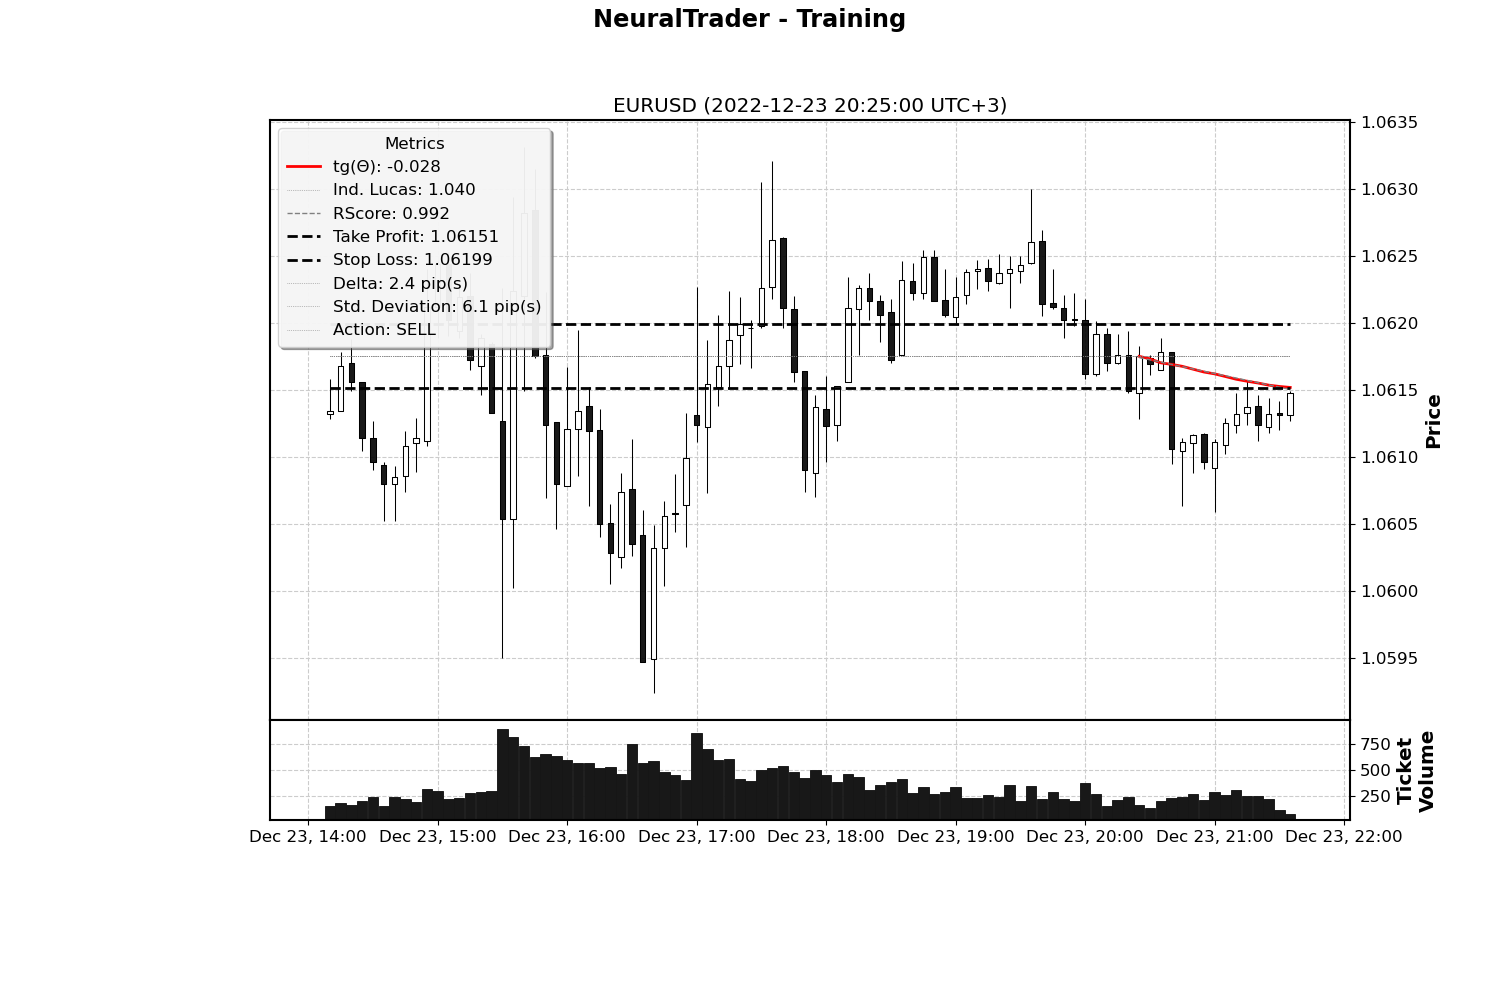 NeuralTrader - Training
EURUSD (2022-12-23 20:25:00 UTC+3)
Metrics
tg(Θ): -0.028
Ind. Lucas: 1.040
RScore: 0.992
Take Profit: 1.06151
Stop Loss: 1.06199
Delta: 2.4 pip(s)
Std. Deviation: 6.1 pip(s)
Action: SELL
1.0635
1.0630
1.0625
1.0620
1.0615
1.0610
1.0605
1.0600
1.0595
Price
750
500
250
Ticket
Volume
Dec 23, 14:00
Dec 23, 15:00
Dec 23, 16:00
Dec 23, 17:00
Dec 23, 18:00
Dec 23, 19:00
Dec 23, 20:00
Dec 23, 21:00
Dec 23, 22:00